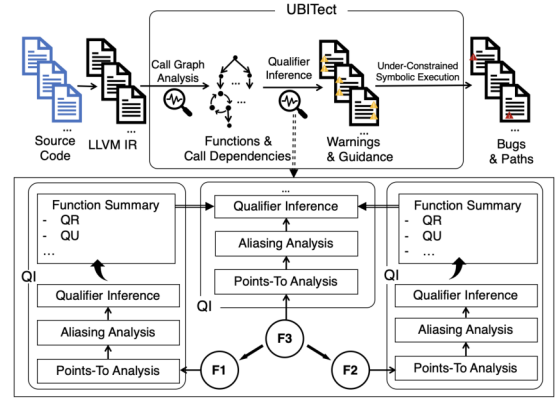 UBITect
Call Graph
Analysis
Qualifier
Inference
Under-Constrained
Symbolic Execution
...
...
...
...
...
...
Source
Code
LLVM IR
Functions &
Call Dependencies
Warnings
& Guidance
Bugs
& Paths
Function Summary
- QR
- QU
...
QI
Qualifier Inference
Aliasing Analysis
Points-To Analysis
F1
...
Qualifier Inference
Aliasing Analysis
Points-To Analysis
QI
F3
F2
Function Summary
- QR
- QU
- ...
QI
Qualifier Inference
Aliasing Analysis
Points-To Analysis